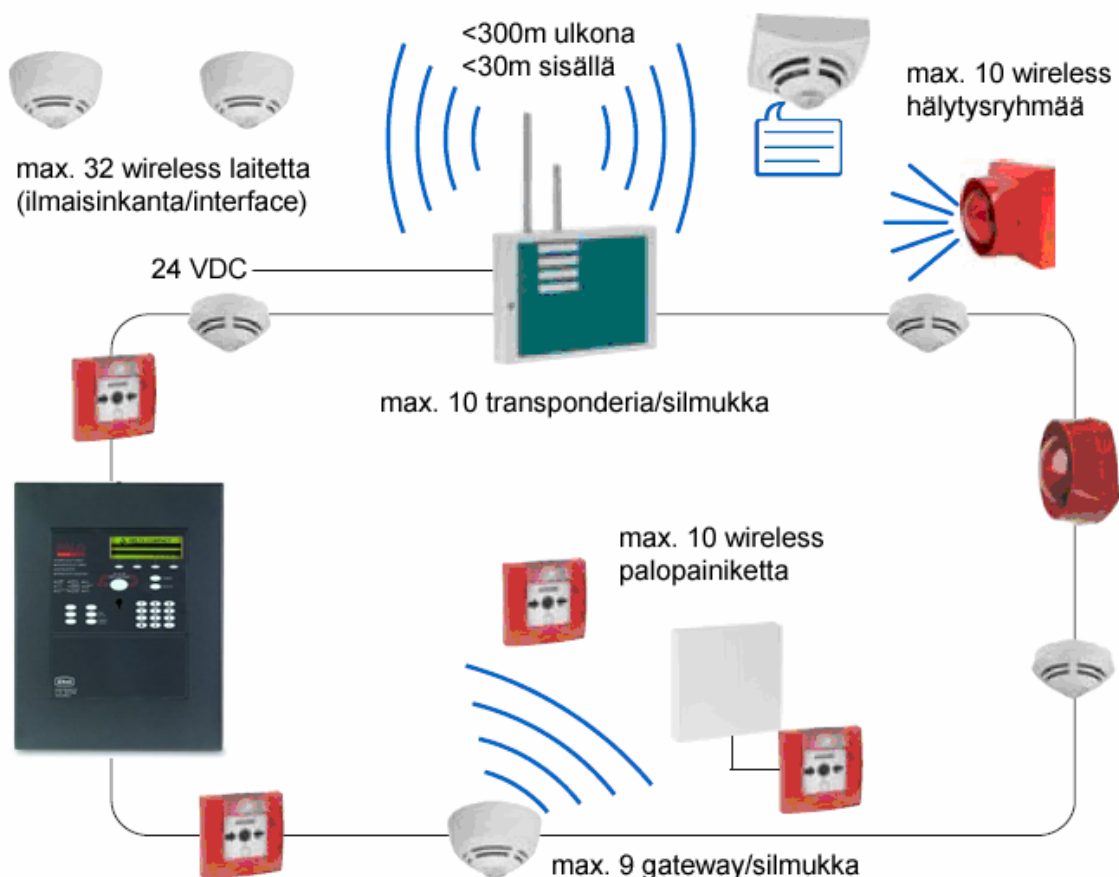 <300m ulkona
<30m sisällä
max. 10 wireless
hälytysryhmää
max. 32 wireless laitetta
(ilmaisinkanta/interface)
24 VDC
max. 10 transponderia/silmukka
max. 10 wireless
palopainiketta
max. 9 gateway/silmukka